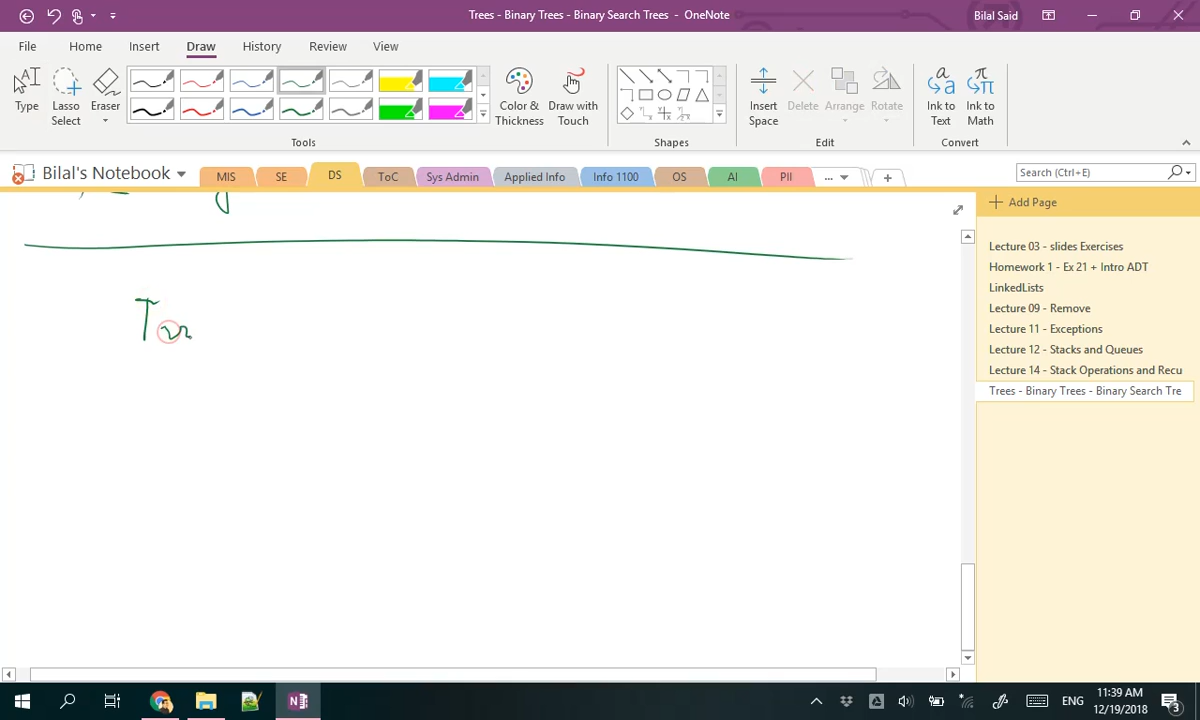 Trees - Binary Trees - Binary Search Trees - OneNote
Bilal Said
File Home Insert Draw History Review View
Type
Lasso Select
Eraser
Color & Thickness
Draw with Touch
Insert Space
Delete
Arrange
Rotate
Ink to Text
Ink to Math
Tools
Shapes
Edit
Convert
Bilal's Notebook
MIS SE DS ToC Sys Admin Applied Info Info 1100 OS AI PII ...
Search (Ctrl+E)
Add Page
Lecture 03 - slides Exercises
Homework 1 - Ex 21 + Intro ADT
LinkedLists
Lecture 09 - Remove
Lecture 11 - Exceptions
Lecture 12 - Stacks and Queues
Lecture 14 - Stack Operations and Recu
Trees - Binary Trees - Binary Search Tre
ENG
11:39 AM
12/19/2018
3